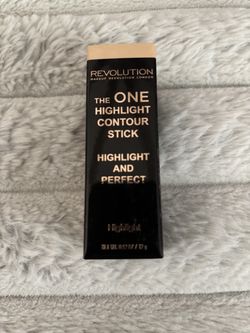 REVOLUTION
MAKEUP REVOLUTION LONDON
THE ONE
HIGHLIGHT
CONTOUR
STICK
HIGHLIGHT
AND
PERFECT
Highlight